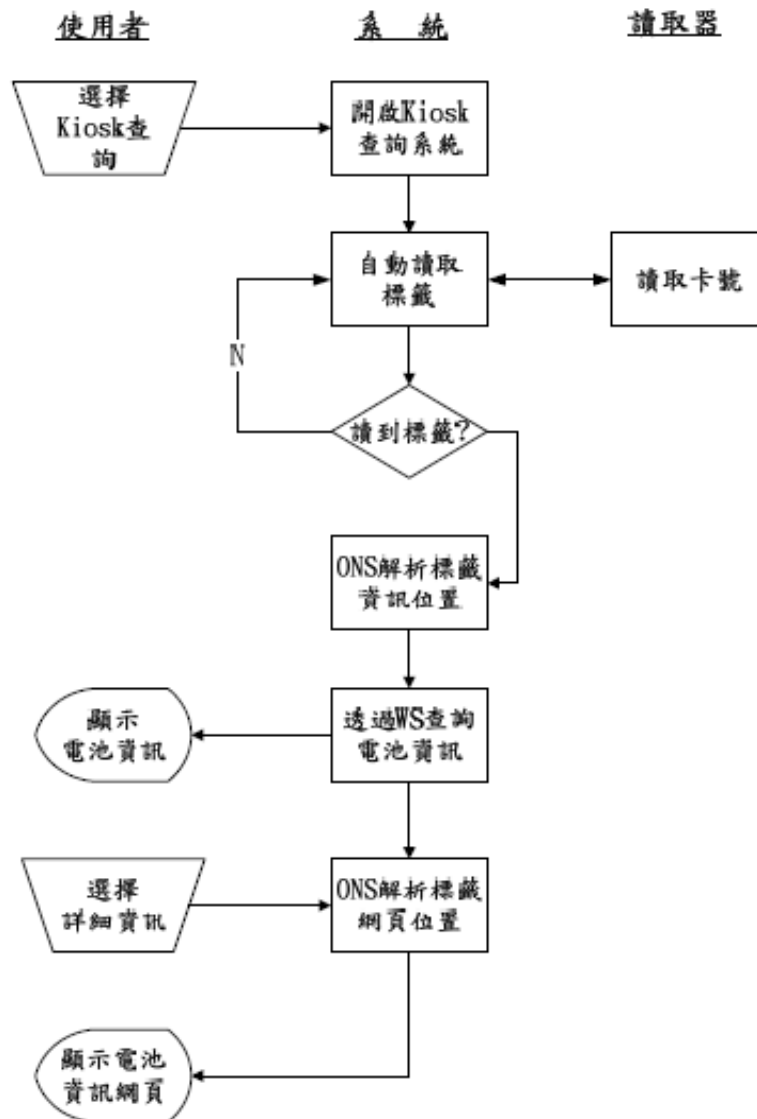 使用者
系 統
讀取器
選擇
Kiosk查
詢
開啟Kiosk
查詢系統
自動讀取
標籤
讀取卡號
N
讀到標籤?
ONS解析標籤
資訊位置
顯示
電池資訊
透過WS查詢
電池資訊
選擇
詳細資訊
ONS解析標籤
網頁位置
顯示電池
資訊網頁